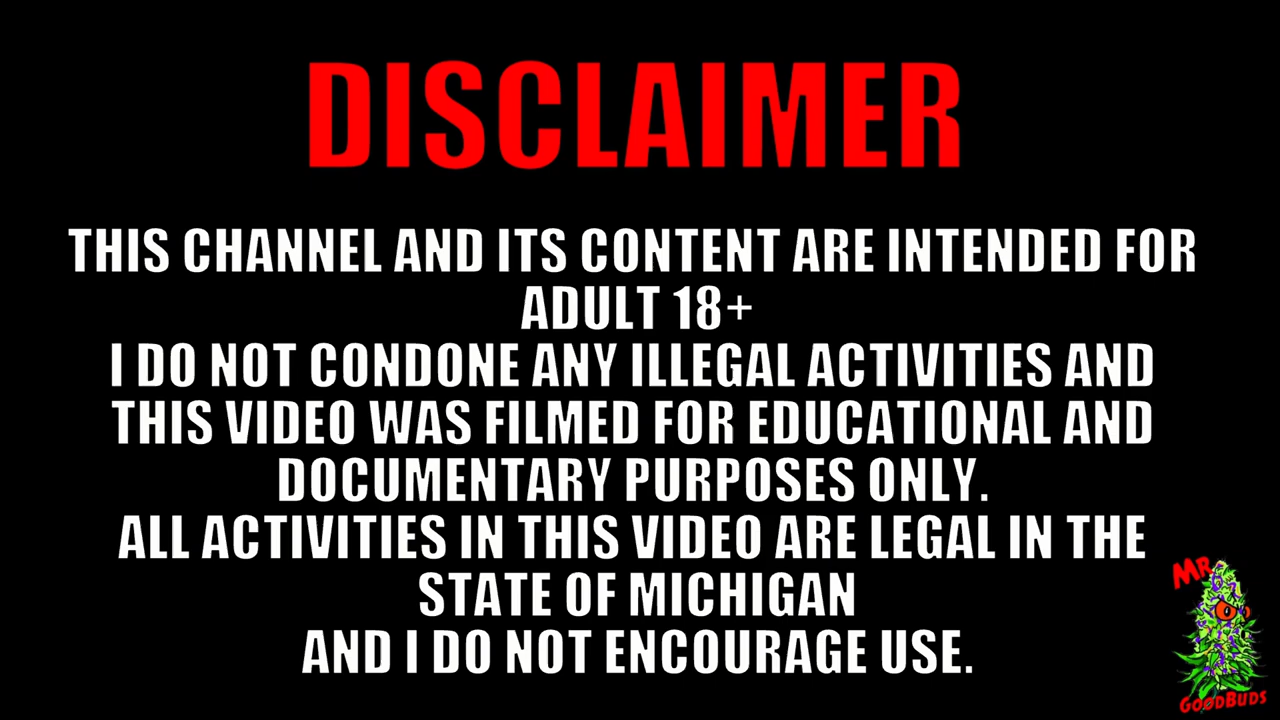 DISCLAIMER
THIS CHANNEL AND ITS CONTENT ARE INTENDED FOR
ADULT 18+
I DO NOT CONDONE ANY ILLEGAL ACTIVITIES AND
THIS VIDEO WAS FILMED FOR EDUCATIONAL AND
DOCUMENTARY PURPOSES ONLY.
ALL ACTIVITIES IN THIS VIDEO ARE LEGAL IN THE
STATE OF MICHIGAN
AND I DO NOT ENCOURAGE USE.
MR
GOODBUDS